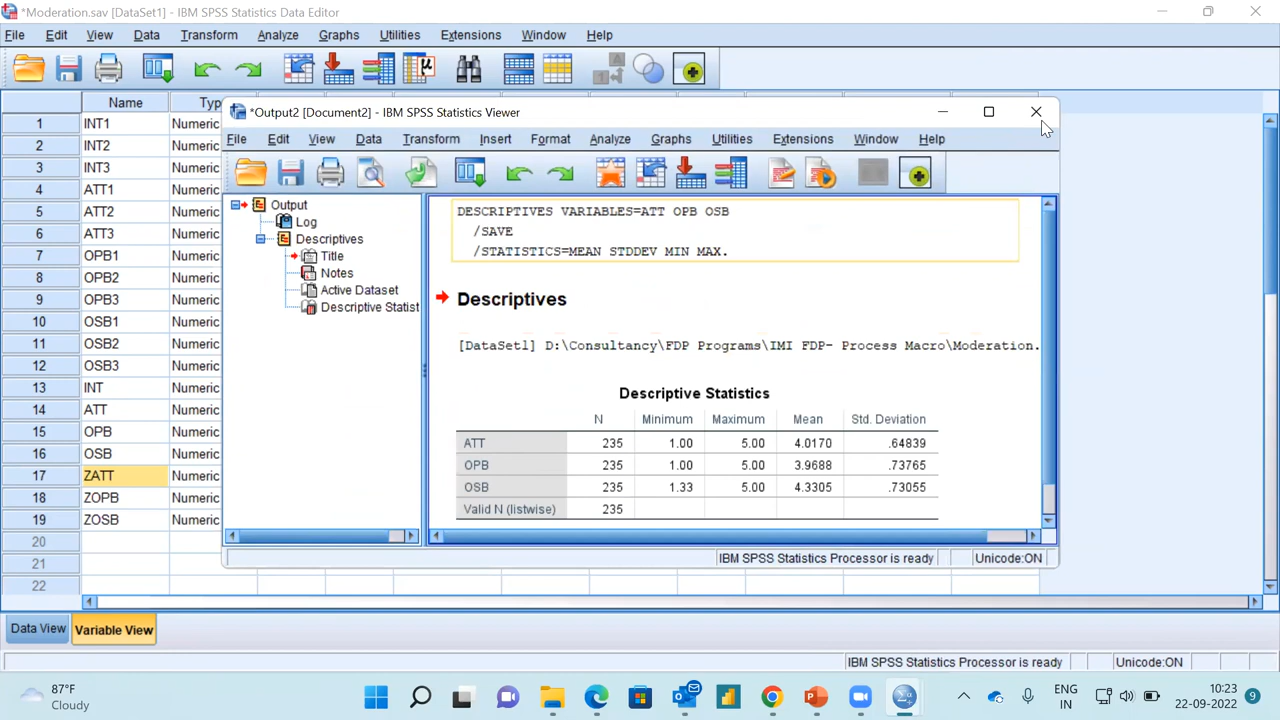 *Moderation.sav [DataSet1] - IBM SPSS Statistics Data Editor
File Edit View Data Transform Analyze Graphs Utilities Extensions Window Help
Name Typ
1 INT1 Numeric
2 INT2 Numeric
3 INT3 Numeric
4 ATT1 Numeric
5 ATT2 Numeric
6 ATT3 Numeric
7 OPB1 Numeric
8 OPB2 Numeric
9 OPB3 Numeric
10 OSB1 Numeric
11 OSB2 Numeric
12 OSB3 Numeric
13 INT Numeric
14 ATT Numeric
15 OPB Numeric
16 OSB Numeric
17 ZATT Numeric
18 ZOPB Numeric
19 ZOSB Numeric
20
21
22
*Output2 [Document2] - IBM SPSS Statistics Viewer
File Edit View Data Transform Insert Format Analyze Graphs Utilities Extensions Window Help
Output
Log
Descriptives
Title
Notes
Active Dataset
Descriptive Statist
DESCRIPTIVES VARIABLES=ATT OPB OSB
/SAVE
/STATISTICS=MEAN STDDEV MIN MAX.
Descriptives
[DataSet1] D:\Consultancy\FDP Programs\IMI FDP- Process Macro\Moderation.
Descriptive Statistics
N Minimum Maximum Mean Std. Deviation
ATT 235 1.00 5.00 4.0170 .64839
OPB 235 1.00 5.00 3.9688 .73765
OSB 235 1.33 5.00 4.3305 .73055
Valid N (listwise) 235
IBM SPSS Statistics Processor is ready Unicode:ON
Data View Variable View
IBM SPSS Statistics Processor is ready Unicode:ON
87°F
Cloudy
ENG
IN
10:23
22-09-2022
9